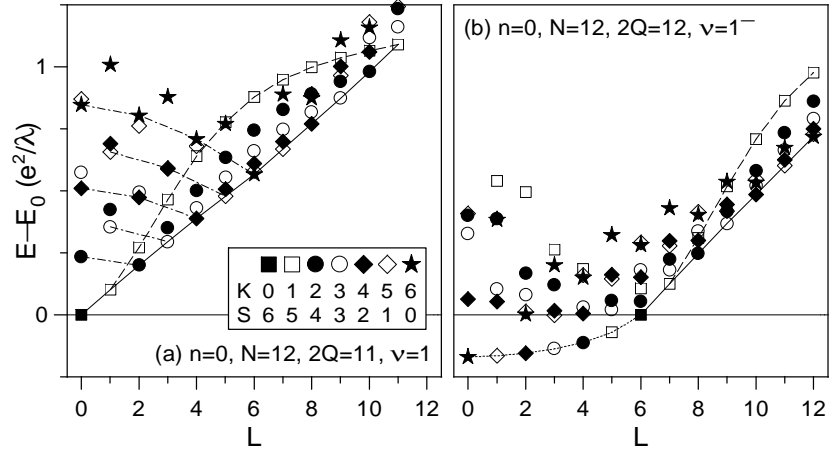 E−E₀ (e²/λ)
1
0
K 0 1 2 3 4 5 6
S 6 5 4 3 2 1 0
(a) n=0, N=12, 2Q=11, ν=1
0 2 4 6 8 10 12
L
(b) n=0, N=12, 2Q=12, ν=1⁻
0 2 4 6 8 10 12
L